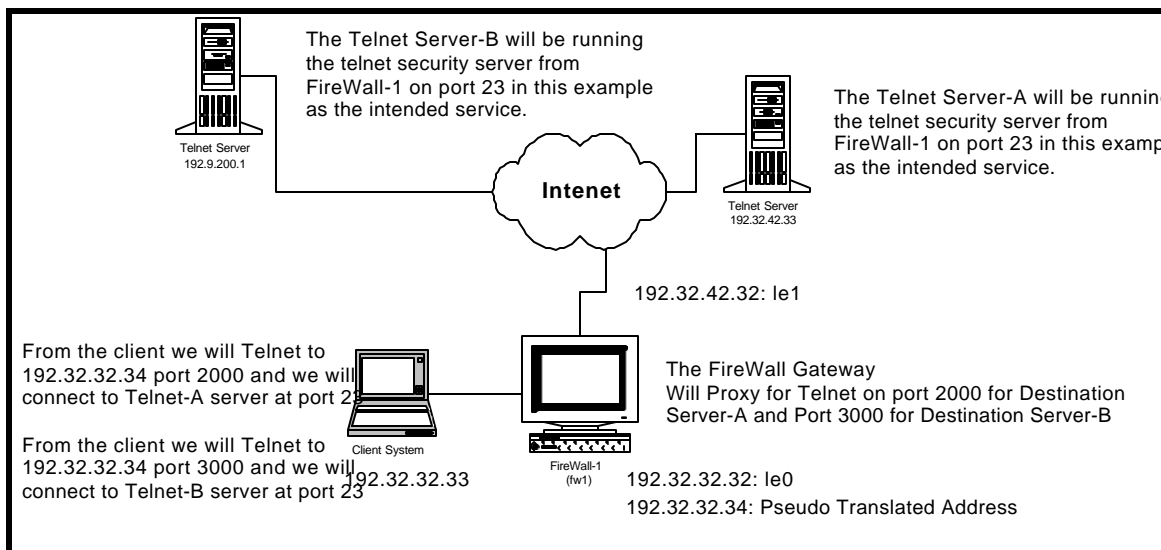 The Telnet Server-B will be running
the telnet security server from
FireWall-1 on port 23 in this example
as the intended service.
Telnet Server
192.9.200.1
The Telnet Server-A will be running
the telnet security server from
FireWall-1 on port 23 in this examp
as the intended service.
Intenet
Telnet Server
192.32.42.33
192.32.42.32: le1
From the client we will Telnet to
192.32.32.34 port 2000 and we will
connect to Telnet-A server at port 23
The FireWall Gateway
Will Proxy for Telnet on port 2000 for Destination
Server-A and Port 3000 for Destination Server-B
From the client we will Telnet to
192.32.32.34 port 3000 and we will
connect to Telnet-B server at port 23
Client System
192.32.32.33
FireWall-1
(fw1)
192.32.32.32: le0
192.32.32.34: Pseudo Translated Address